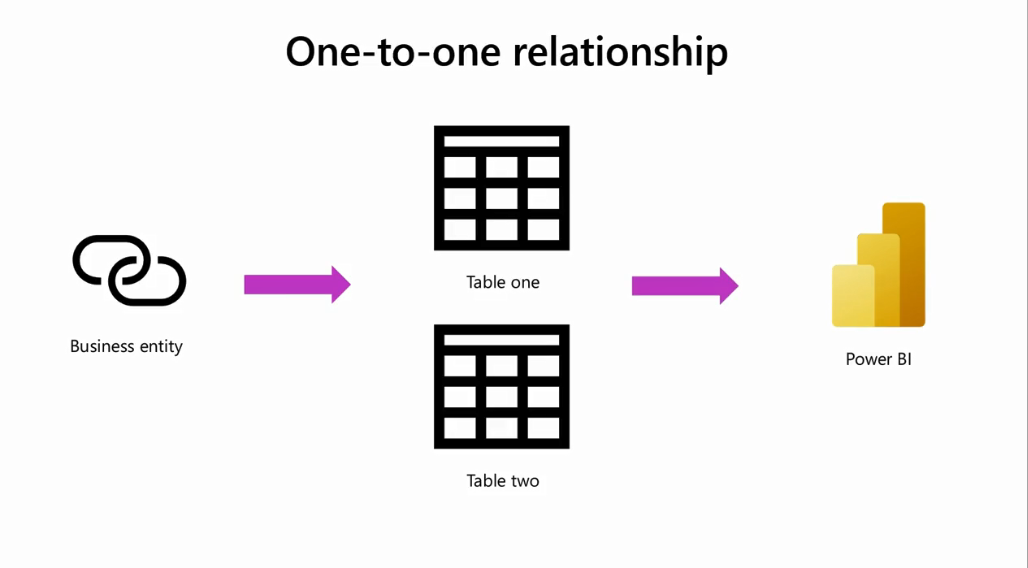 One-to-one relationship
Table one
Business entity
Power BI
Table two